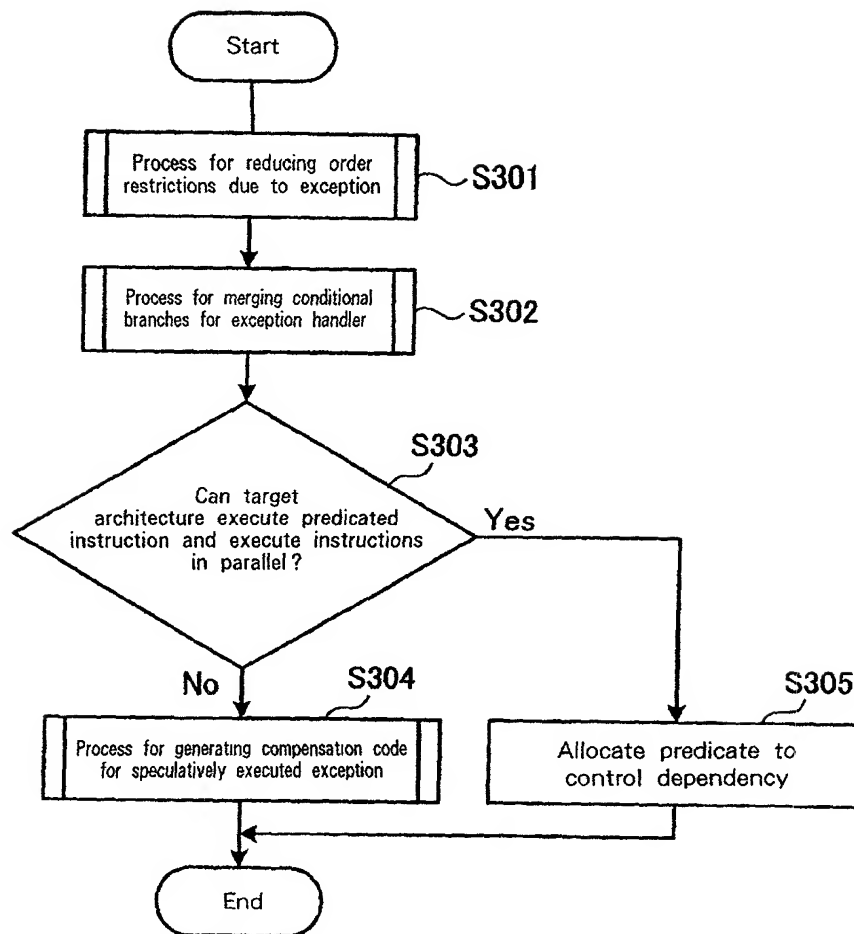 Start
Process for reducing order
restrictions due to exception
S301
Process for merging conditional
branches for exception handler
S302
S303
Can target
architecture execute predicated
instruction and execute instructions
in parallel?
Yes
No
S304
Process for generating compensation code
for speculatively executed exception
S305
Allocate predicate to
control dependency
End